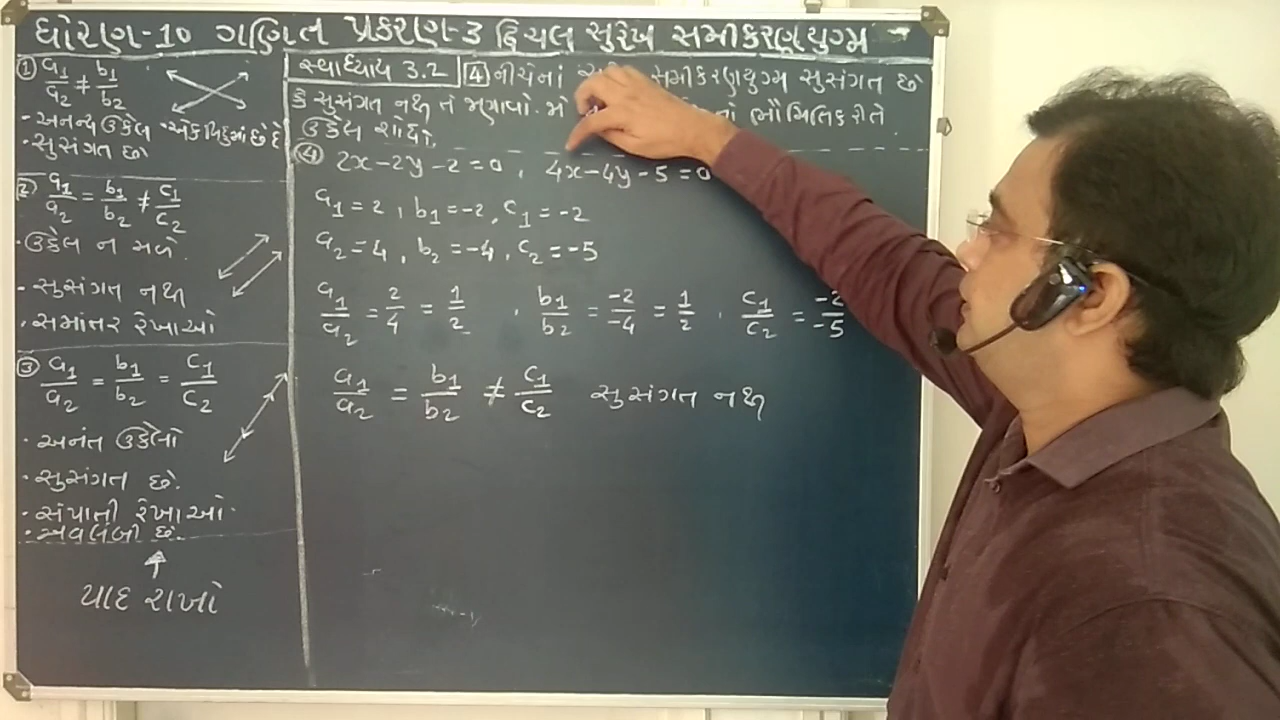 ધોરણ-10 ગણિત પ્રકરણ-3 દ્વિચલ સુરેખ સમીકરણયુગ્મ
① a1/a2 ≠ b1/b2
· અનન્ય ઉકેલ · એક બિંદુમાં છેદે
· સુસંગત છે
② a1/a2 = b1/b2 ≠ c1/c2
· ઉકેલ ન મળે.
· સુસંગત નથી
· સમાંતર રેખાઓ
③ a1/a2 = b1/b2 = c1/c2
· અનંત ઉકેલો
· સુસંગત છે.
· સંપાતી રેખાઓ
· અવલંબી છે.
યાદ રાખો
સ્વાધ્યાય 3.2 4 નીચેનાં સમીકરણયુગ્મ સુસંગત છે
કે સુસંગત નથી તે જણાવો. જો ભૌમિતિક રીતે
ઉકેલ શોધો.
④ 2x-2y-2=0, 4x-4y-5=0
a1=2, b1=-2, c1=-2
a2=4, b2=-4, c2=-5
a1/a2 = 2/4 = 1/2, b1/b2 = -2/-4 = 1/2, c1/c2 = -2/-5
a1/a2 = b1/b2 ≠ c1/c2 સુસંગત નથી